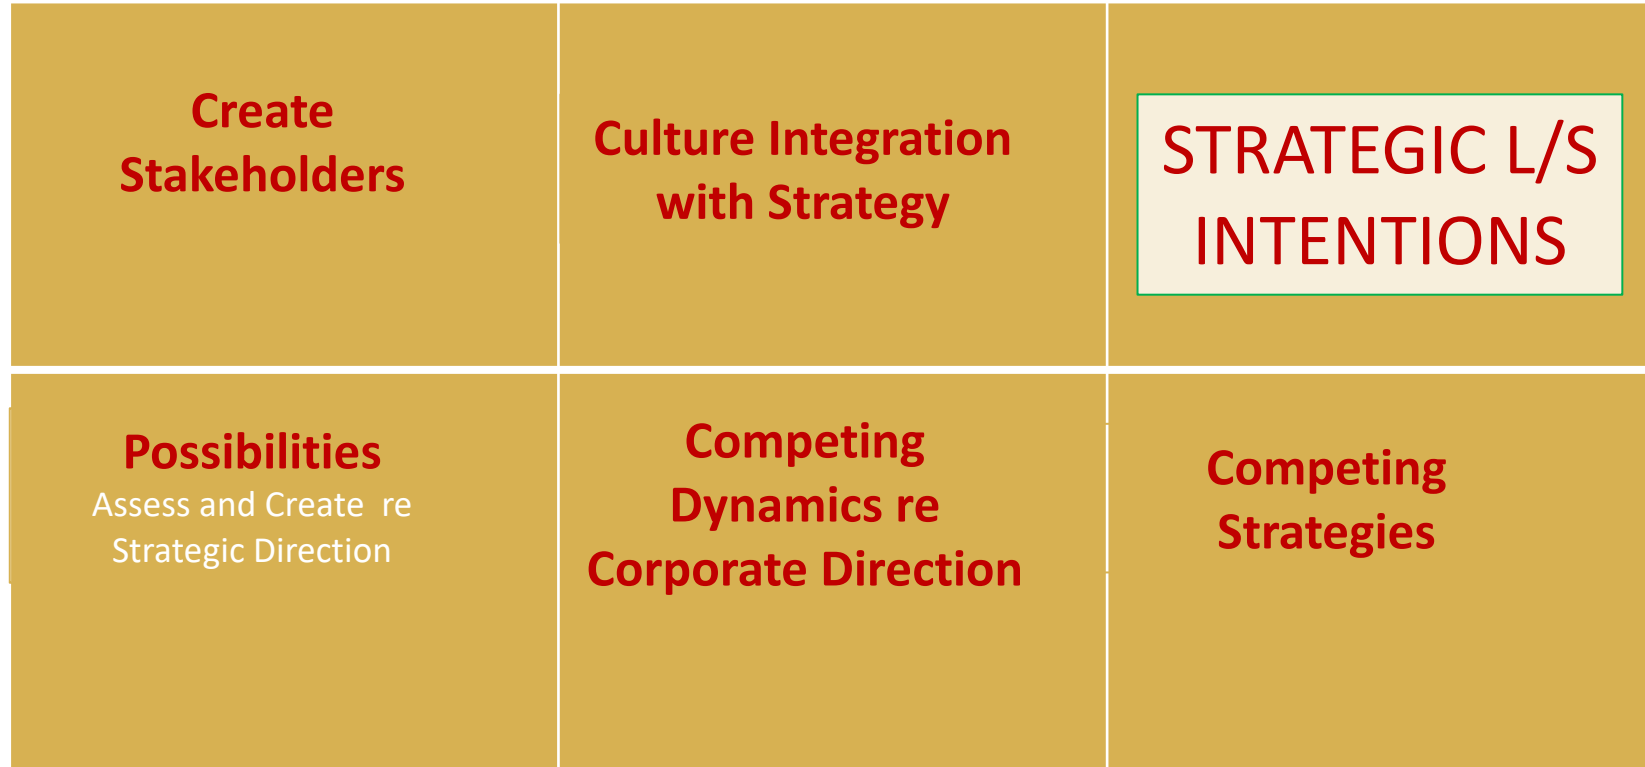 Create
Stakeholders
Culture Integration
with Strategy
STRATEGIC L/S
INTENTIONS
Possibilities
Assess and Create  re
Strategic Direction
Competing
Dynamics re
Corporate Direction
Competing
Strategies